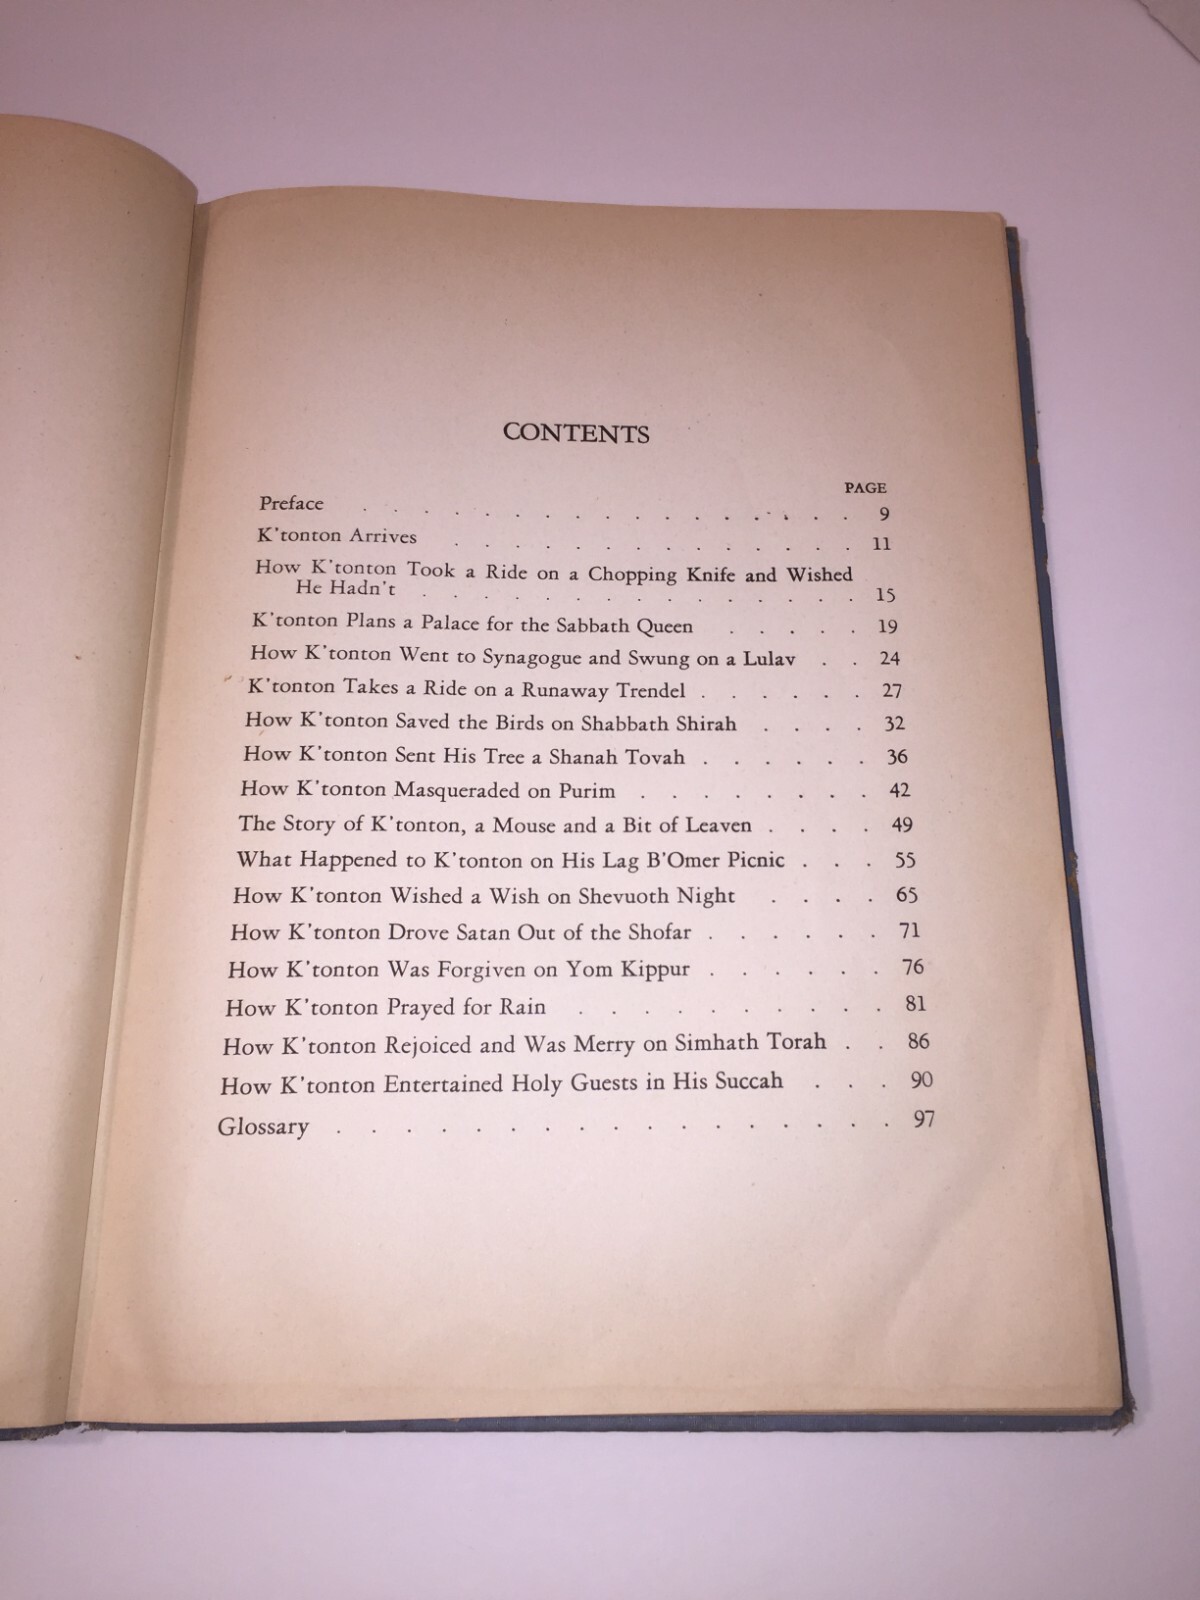 CONTENTS
PAGE
Preface . . . . . . . . . . . . . . . . . 9
K'tonton Arrives . . . . . . . . . . . . . . 11
How K'tonton Took a Ride on a Chopping Knife and Wished
He Hadn't . . . . . . . . . . . . . . . 15
K'tonton Plans a Palace for the Sabbath Queen . . . . . 19
How K'tonton Went to Synagogue and Swung on a Lulav . . 24
K'tonton Takes a Ride on a Runaway Trendel . . . . . . 27
How K'tonton Saved the Birds on Shabbath Shirah . . . . 32
How K'tonton Sent His Tree a Shanah Tovah . . . . . . 36
How K'tonton Masqueraded on Purim . . . . . . . . 42
The Story of K'tonton, a Mouse and a Bit of Leaven . . . . 49
What Happened to K'tonton on His Lag B'Omer Picnic . . . 55
How K'tonton Wished a Wish on Shevuoth Night . . . . 65
How K'tonton Drove Satan Out of the Shofar . . . . . . 71
How K'tonton Was Forgiven on Yom Kippur . . . . . . 76
How K'tonton Prayed for Rain . . . . . . . . . . 81
How K'tonton Rejoiced and Was Merry on Simhath Torah . . 86
How K'tonton Entertained Holy Guests in His Succah . . . 90
Glossary . . . . . . . . . . . . . . . . . 97